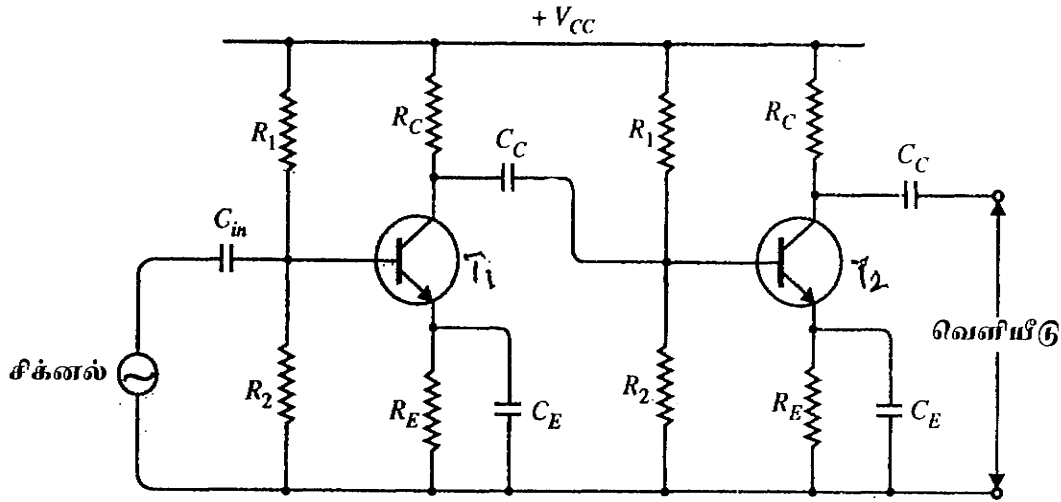 + V_CC
R_1
R_C
C_C
R_1
R_C
C_C
C_in
T_1
T_2
சிக்னல்
R_2
R_E
C_E
R_2
R_E
C_E
வெளியீடு